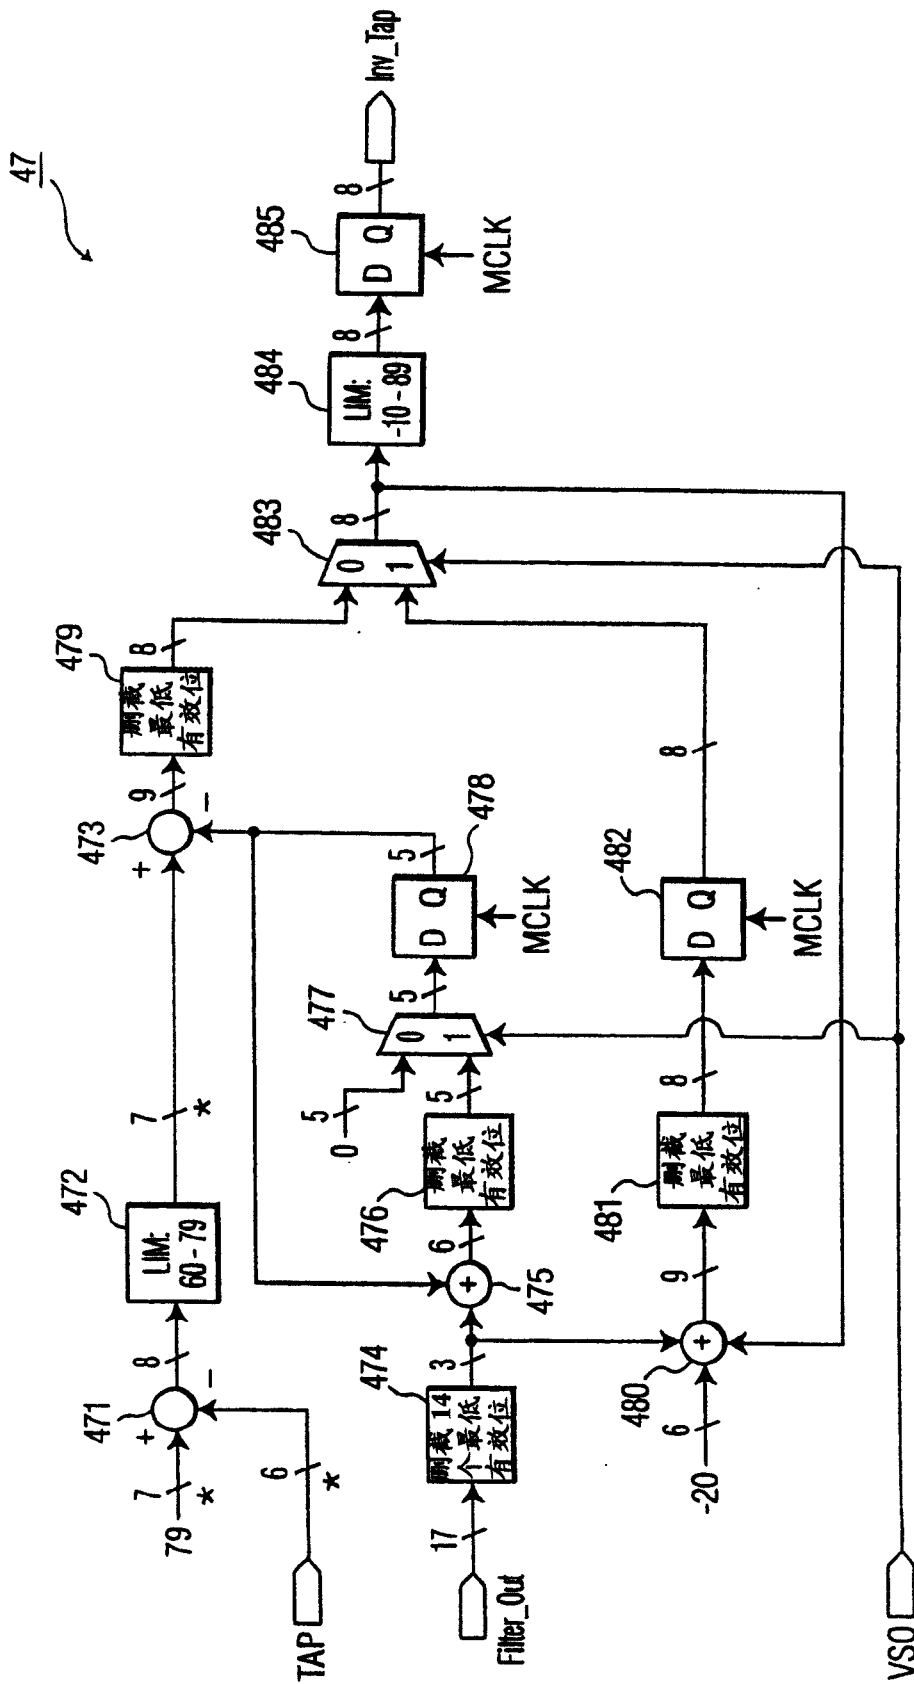 47
TAP
6
*
79
7
*
+
-
471
8
LIM:
60-79
472
7
*
+
-
473
9
删截
最低
有效位
479
8
Filter_Out
17
删截14
个最低
有效位
474
3
+
475
6
删截
最低
有效位
476
5
0
5
0
1
477
5
D Q
478
MCLK
5
-20
6
+
480
9
删截
最低
有效位
481
8
D Q
482
MCLK
8
0
1
483
8
LIM:
-10-89
484
8
D Q
485
MCLK
8
Inv_Tap
VSO